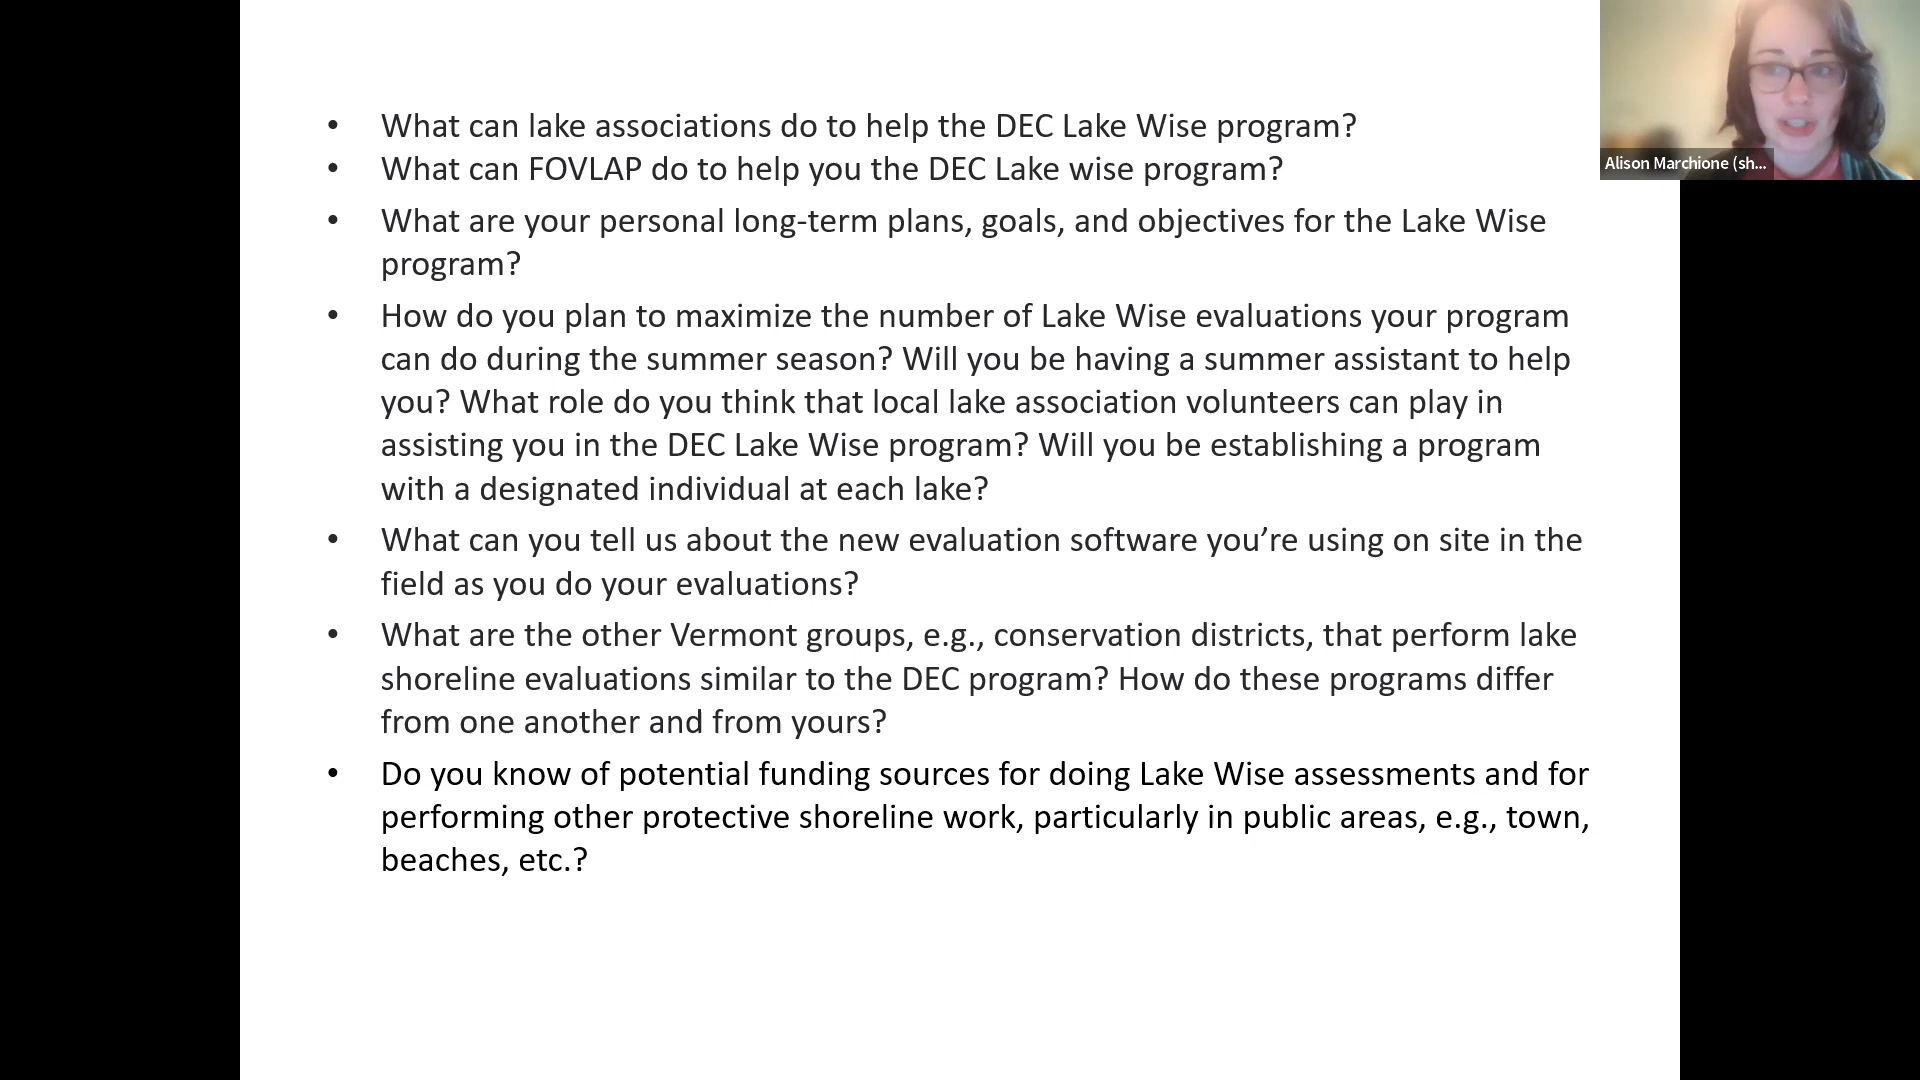 • What can lake associations do to help the DEC Lake Wise program?
• What can FOVLAP do to help you the DEC Lake wise program?
• What are your personal long-term plans, goals, and objectives for the Lake Wise
program?
• How do you plan to maximize the number of Lake Wise evaluations your program
can do during the summer season? Will you be having a summer assistant to help
you? What role do you think that local lake association volunteers can play in
assisting you in the DEC Lake Wise program? Will you be establishing a program
with a designated individual at each lake?
• What can you tell us about the new evaluation software you’re using on site in the
field as you do your evaluations?
• What are the other Vermont groups, e.g., conservation districts, that perform lake
shoreline evaluations similar to the DEC program? How do these programs differ
from one another and from yours?
• Do you know of potential funding sources for doing Lake Wise assessments and for
performing other protective shoreline work, particularly in public areas, e.g., town,
beaches, etc.?
Alison Marchione (sh...